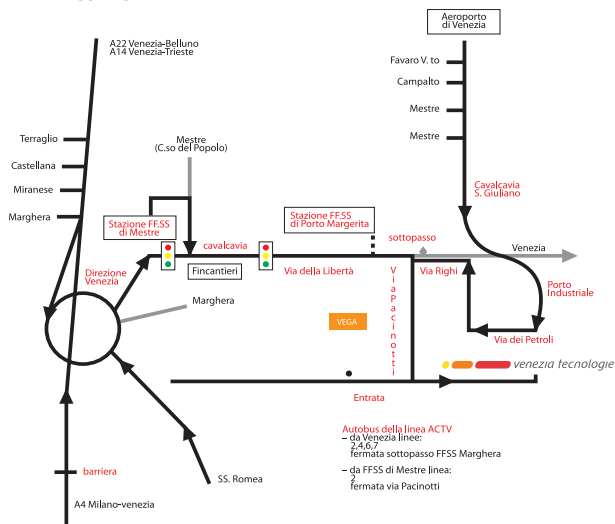 Aeroporto
di Venezia
A22 Venezia-Belluno
A14 Venezia-Trieste
Favaro V. to
Campalto
Mestre
Mestre
Terraglio
Castellana
Miranese
Marghera
Mestre
(C.so del Popolo)
Cavalcavia
S. Giuliano
Stazione FF.SS
di Mestre
Stazione FF.SS
di Porto Margerita
cavalcavia
sottopasso
Venezia
Direzione
Venezia
Fincantieri
Via della Libertà
Via Pacinotti
Via Righi
Porto
Industriale
Marghera
VEGA
Via dei Petroli
venezia tecnologie
Entrata
Autobus della linea ACTV
– da Venezia linee:
2,4,6,7
fermata sottopasso FFSS Marghera
– da FFSS di Mestre linea:
2
fermata via Pacinotti
barriera
SS. Romea
A4 Milano-venezia